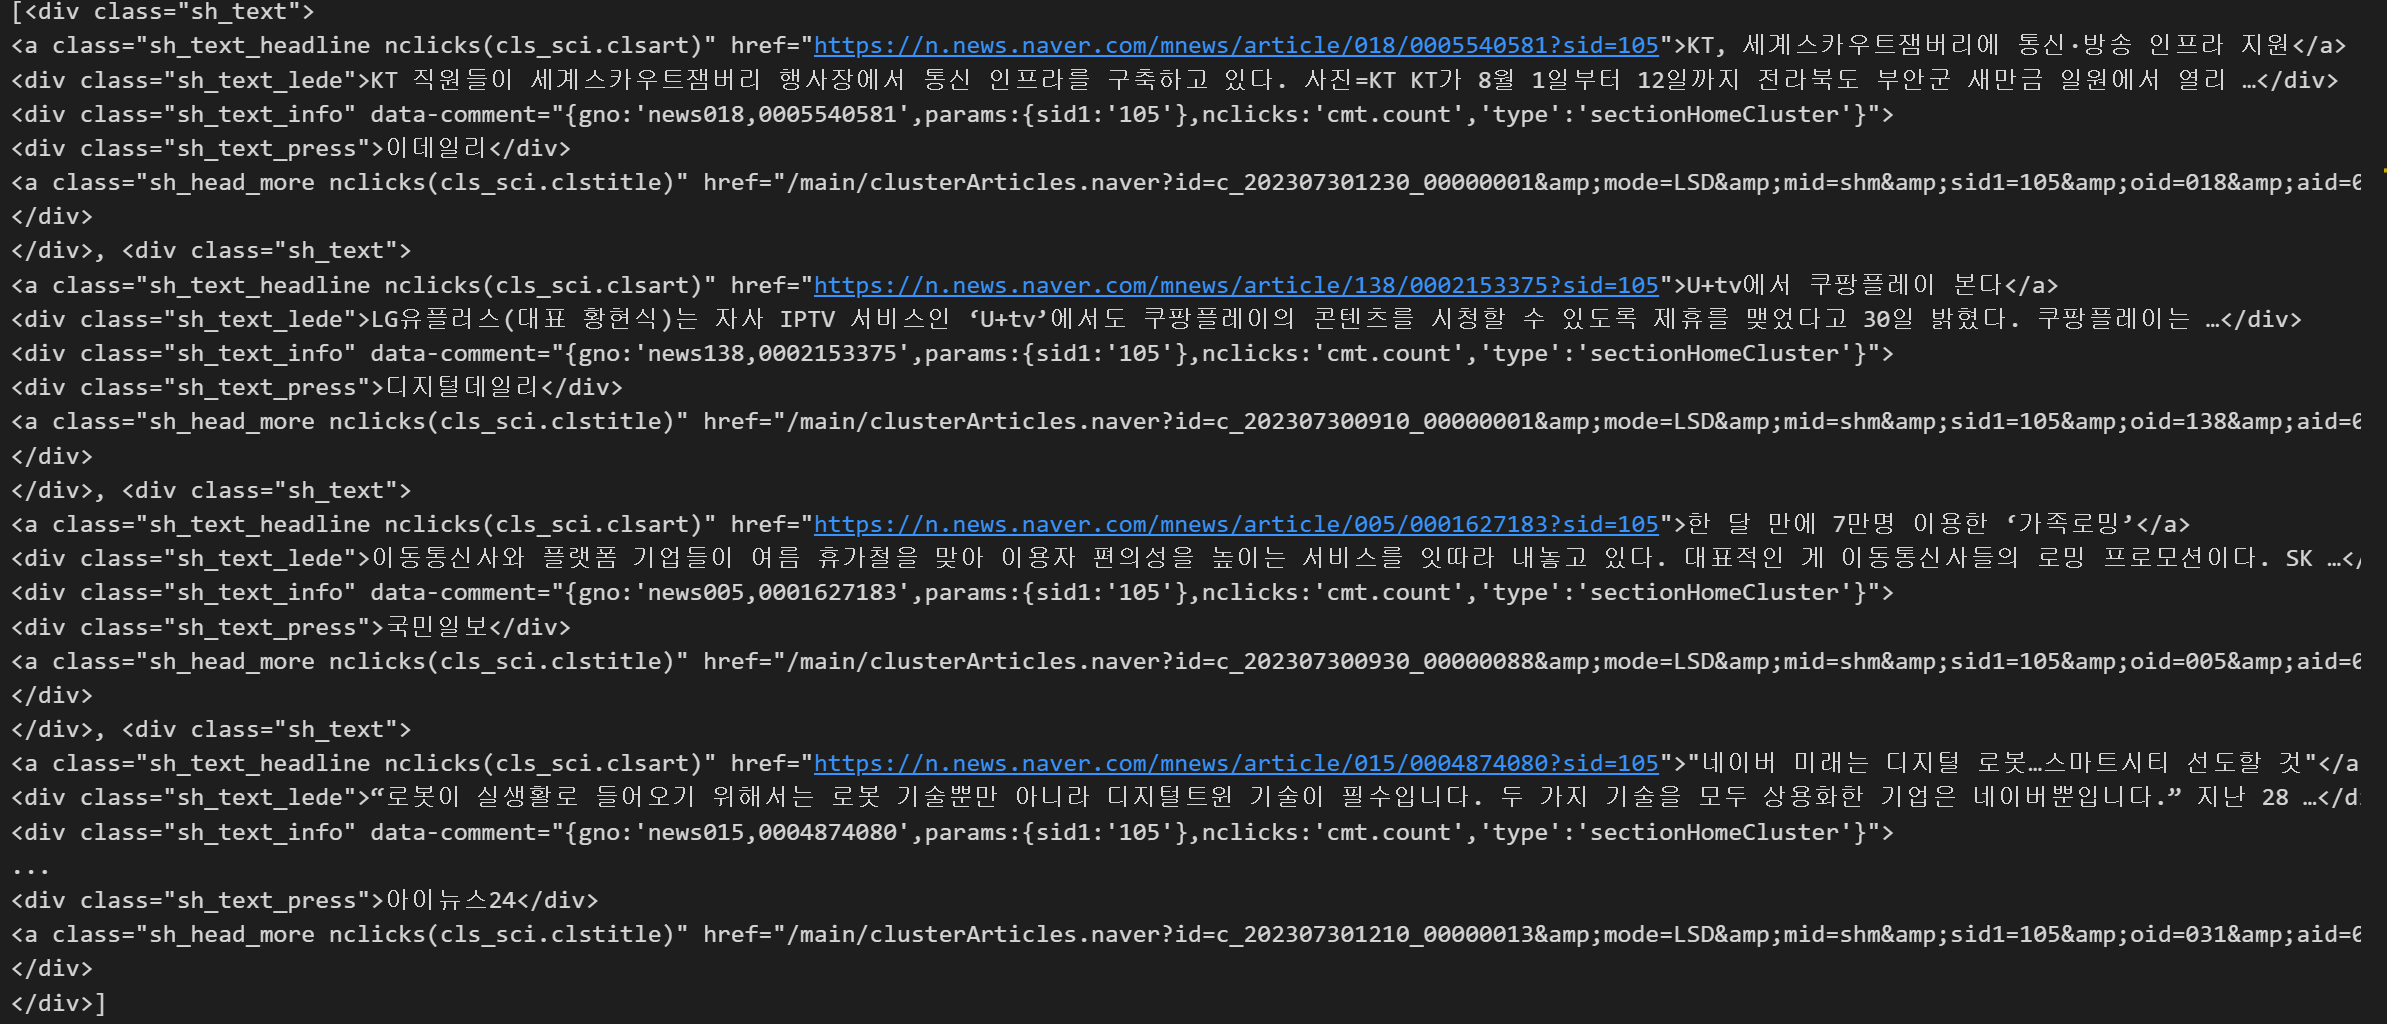 [<div class="sh_text">
<a class="sh_text_headline nclicks(cls_sci.clsart)" href="https://n.news.naver.com/mnews/article/018/0005540581?sid=105">KT, 세계스카우트잼버리에 통신·방송 인프라 지원</a>
<div class="sh_text_lede">KT 직원들이 세계스카우트잼버리 행사장에서 통신 인프라를 구축하고 있다. 사진=KT KT가 8월 1일부터 12일까지 전라북도 부안군 새만금 일원에서 열리 …</div>
<div class="sh_text_info" data-comment="{gno:'news018,0005540581',params:{sid1:'105'},nclicks:'cmt.count','type':'sectionHomeCluster'}">
<div class="sh_text_press">이데일리</div>
<a class="sh_head_more nclicks(cls_sci.clstitle)" href="/main/clusterArticles.naver?id=c_202307301230_00000001&amp;mode=LSD&amp;mid=shm&amp;sid1=105&amp;oid=018&amp;aid=0
</div>
</div>, <div class="sh_text">
<a class="sh_text_headline nclicks(cls_sci.clsart)" href="https://n.news.naver.com/mnews/article/138/0002153375?sid=105">U+tv에서 쿠팡플레이 본다</a>
<div class="sh_text_lede">LG유플러스(대표 황현식)는 자사 IPTV 서비스인 ‘U+tv’에서도 쿠팡플레이의 콘텐츠를 시청할 수 있도록 제휴를 맺었다고 30일 밝혔다. 쿠팡플레이는 …</div>
<div class="sh_text_info" data-comment="{gno:'news138,0002153375',params:{sid1:'105'},nclicks:'cmt.count','type':'sectionHomeCluster'}">
<div class="sh_text_press">디지털데일리</div>
<a class="sh_head_more nclicks(cls_sci.clstitle)" href="/main/clusterArticles.naver?id=c_202307300910_00000001&amp;mode=LSD&amp;mid=shm&amp;sid1=105&amp;oid=138&amp;aid=0
</div>
</div>, <div class="sh_text">
<a class="sh_text_headline nclicks(cls_sci.clsart)" href="https://n.news.naver.com/mnews/article/005/0001627183?sid=105">한 달 만에 7만명 이용한 ‘가족로밍’</a>
<div class="sh_text_lede">이동통신사와 플랫폼 기업들이 여름 휴가철을 맞아 이용자 편의성을 높이는 서비스를 잇따라 내놓고 있다. 대표적인 게 이동통신사들의 로밍 프로모션이다. SK …</
<div class="sh_text_info" data-comment="{gno:'news005,0001627183',params:{sid1:'105'},nclicks:'cmt.count','type':'sectionHomeCluster'}">
<div class="sh_text_press">국민일보</div>
<a class="sh_head_more nclicks(cls_sci.clstitle)" href="/main/clusterArticles.naver?id=c_202307300930_00000088&amp;mode=LSD&amp;mid=shm&amp;sid1=105&amp;oid=005&amp;aid=0
</div>
</div>, <div class="sh_text">
<a class="sh_text_headline nclicks(cls_sci.clsart)" href="https://n.news.naver.com/mnews/article/015/0004874080?sid=105">"네이버 미래는 디지털 로봇…스마트시티 선도할 것"</a
<div class="sh_text_lede">“로봇이 실생활로 들어오기 위해서는 로봇 기술뿐만 아니라 디지털트윈 기술이 필수입니다. 두 가지 기술을 모두 상용화한 기업은 네이버뿐입니다.” 지난 28 …</di
<div class="sh_text_info" data-comment="{gno:'news015,0004874080',params:{sid1:'105'},nclicks:'cmt.count','type':'sectionHomeCluster'}">
...
<div class="sh_text_press">아이뉴스24</div>
<a class="sh_head_more nclicks(cls_sci.clstitle)" href="/main/clusterArticles.naver?id=c_202307301210_00000013&amp;mode=LSD&amp;mid=shm&amp;sid1=105&amp;oid=031&amp;aid=0
</div>
</div>]